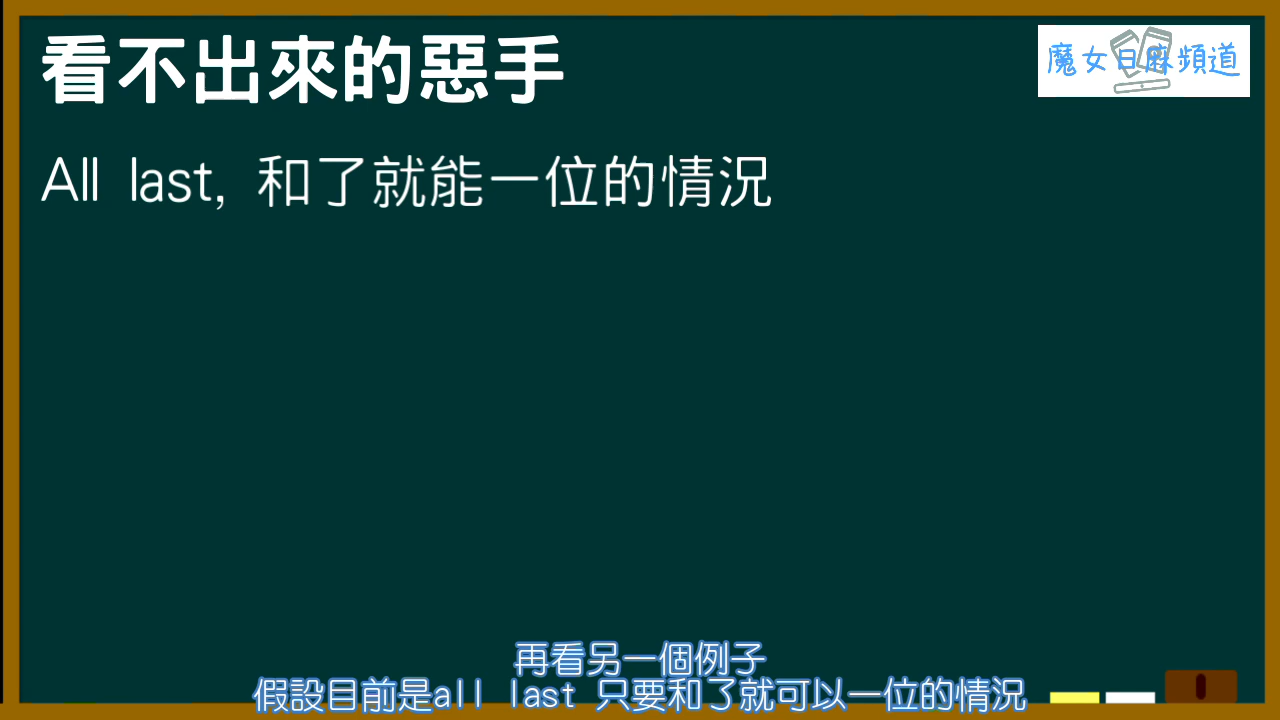 看不出來的惡手
魔女日麻頻道
All last, 和了就能一位的情況
再看另一個例子
假設目前是all last 只要和了就可以一位的情況